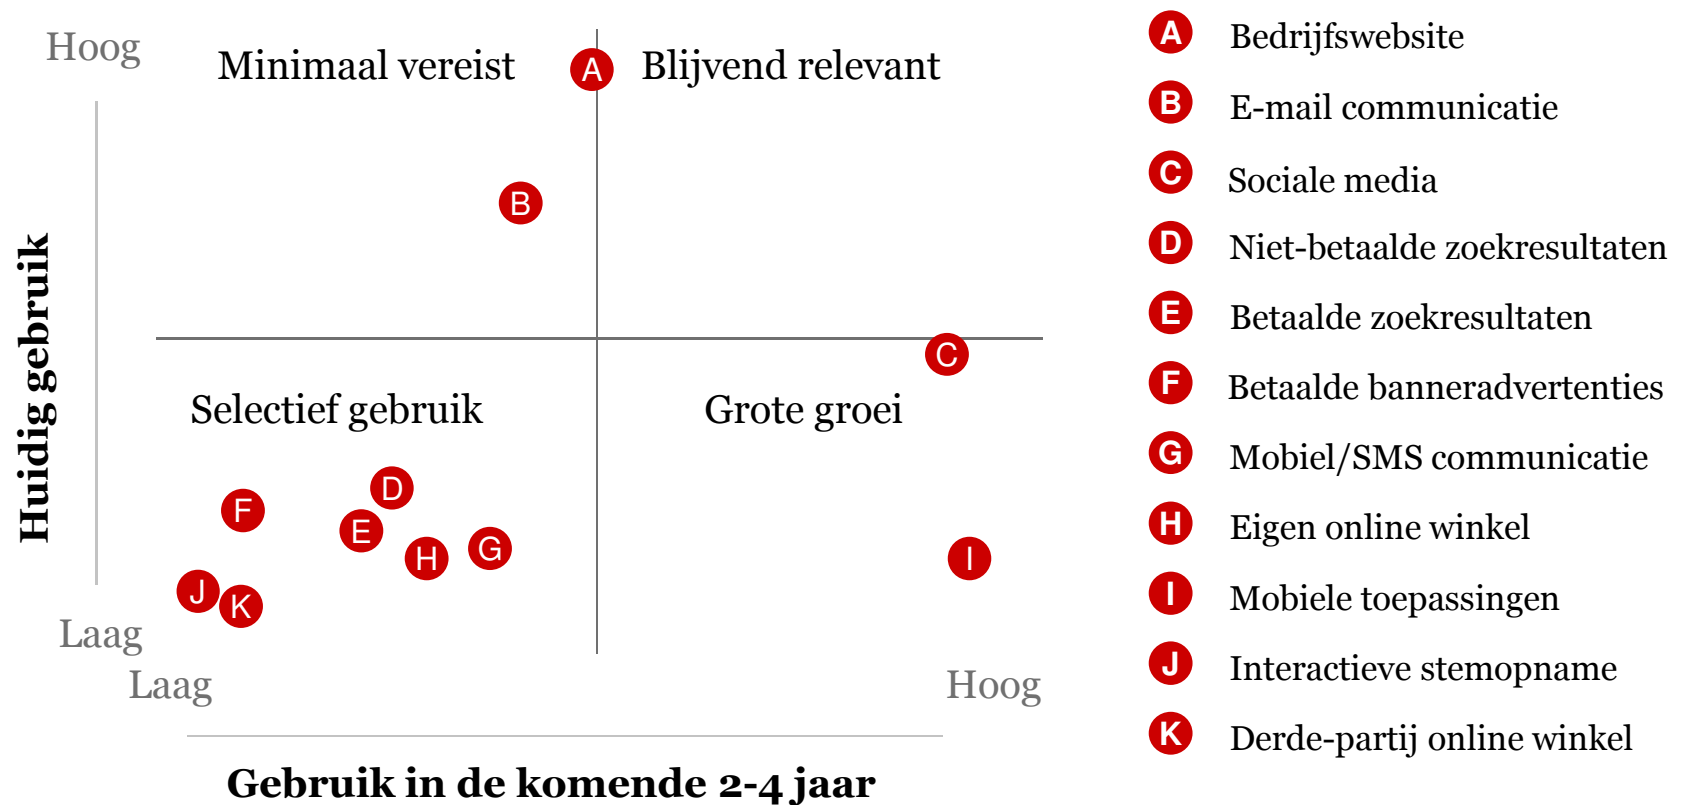 Hoog
Minimaal vereist
A
Blijvend relevant
B
C
Huidig gebruik
Selectief gebruik
Grote groei
D
F
E
H
G
I
J
K
Laag
Laag
Hoog
Gebruik in de komende 2-4 jaar
A Bedrijfswebsite
B E-mail communicatie
C Sociale media
D Niet-betaalde zoekresultaten
E Betaalde zoekresultaten
F Betaalde banneradvertenties
G Mobiel/SMS communicatie
H Eigen online winkel
I Mobiele toepassingen
J Interactieve stemopname
K Derde-partij online winkel